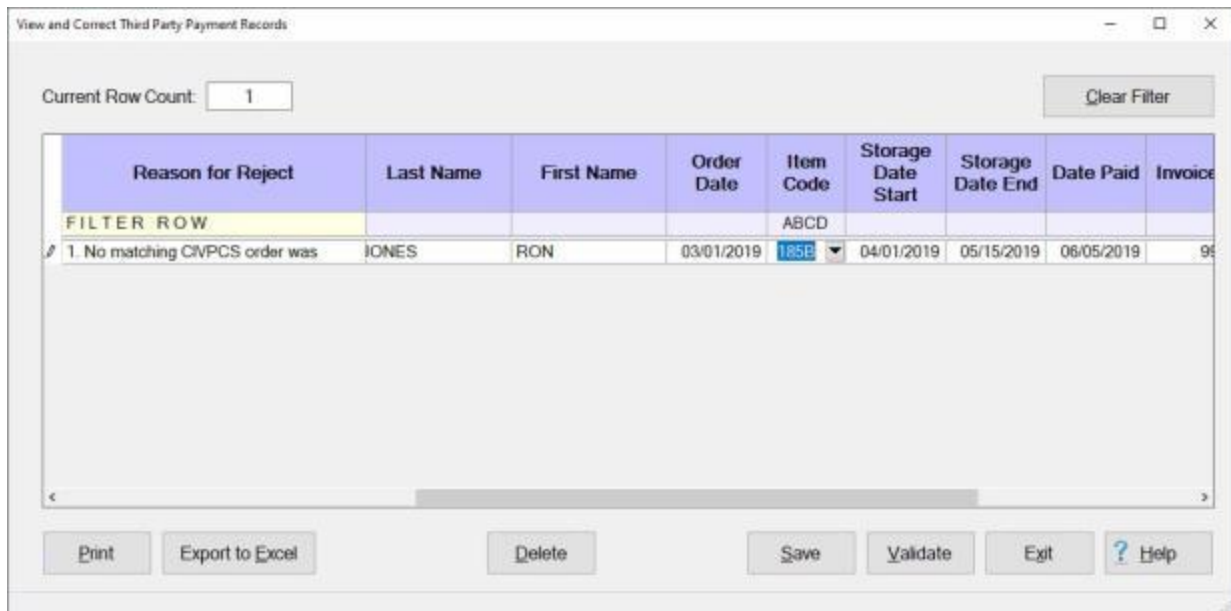 View and Correct Third Party Payment Records
Current Row Count: 1
Clear Filter
Reason for Reject Last Name First Name Order Date Item Code Storage Date Start Storage Date End Date Paid Invoice
FILTER ROW ABCD
1. No matching CIVPCS order was JONES RON 03/01/2019 185B 04/01/2019 05/15/2019 06/05/2019 99
Print Export to Excel Delete Save Validate Exit ? Help